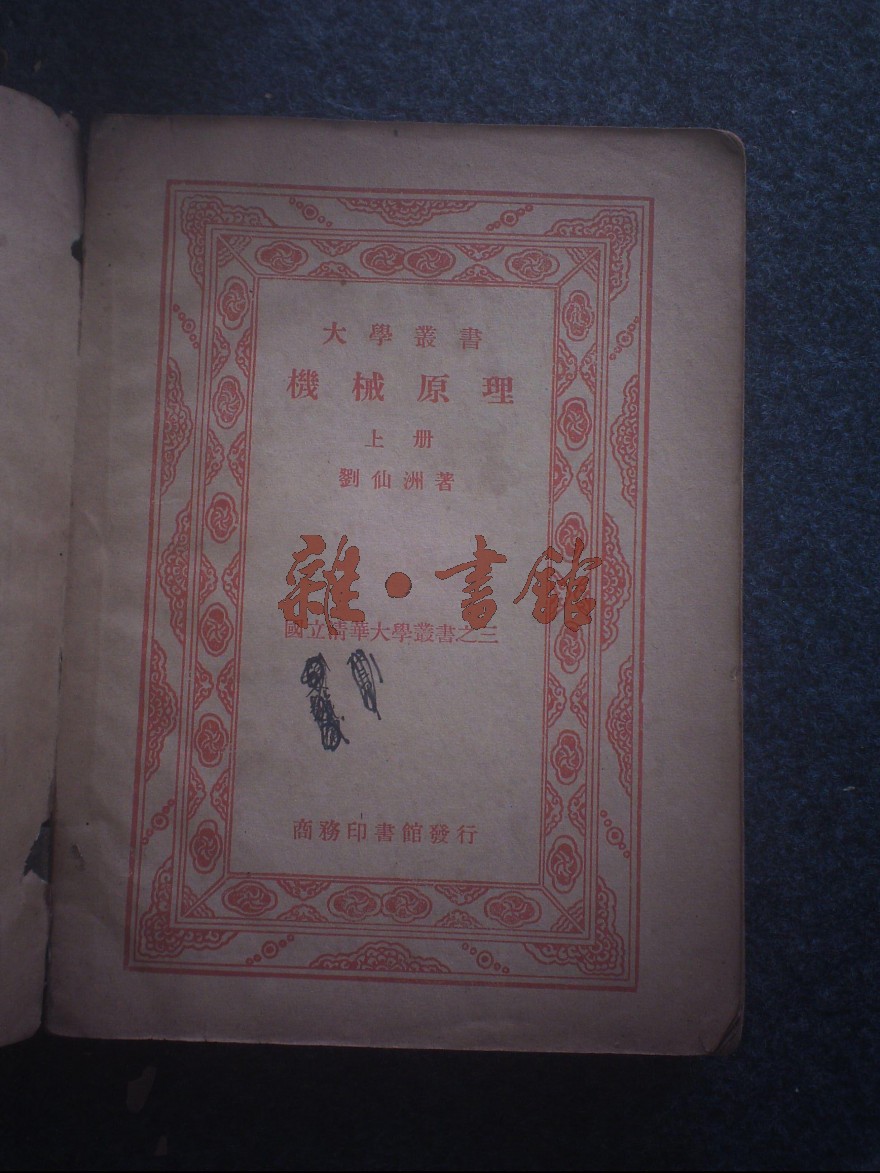 大學叢書
機械原理
上册
劉仙洲著
雜·書館
國立清華大學叢書之三
商務印書館發行